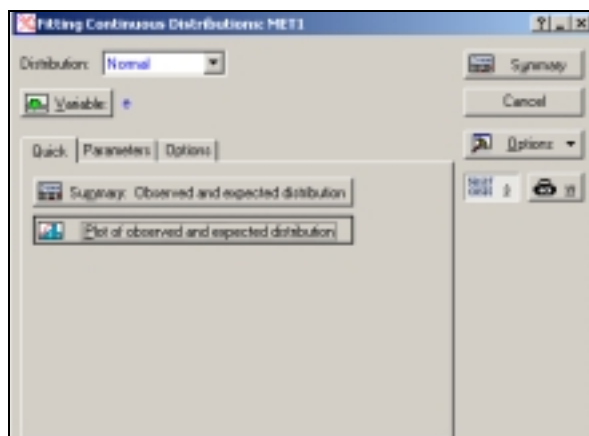 Fitting Continuous Distributions: MET1
Distribution: Normal
Summary
Variable: e
Cancel
Options
Quick Parameters Options
Summary: Observed and expected distribution
Plot of observed and expected distribution